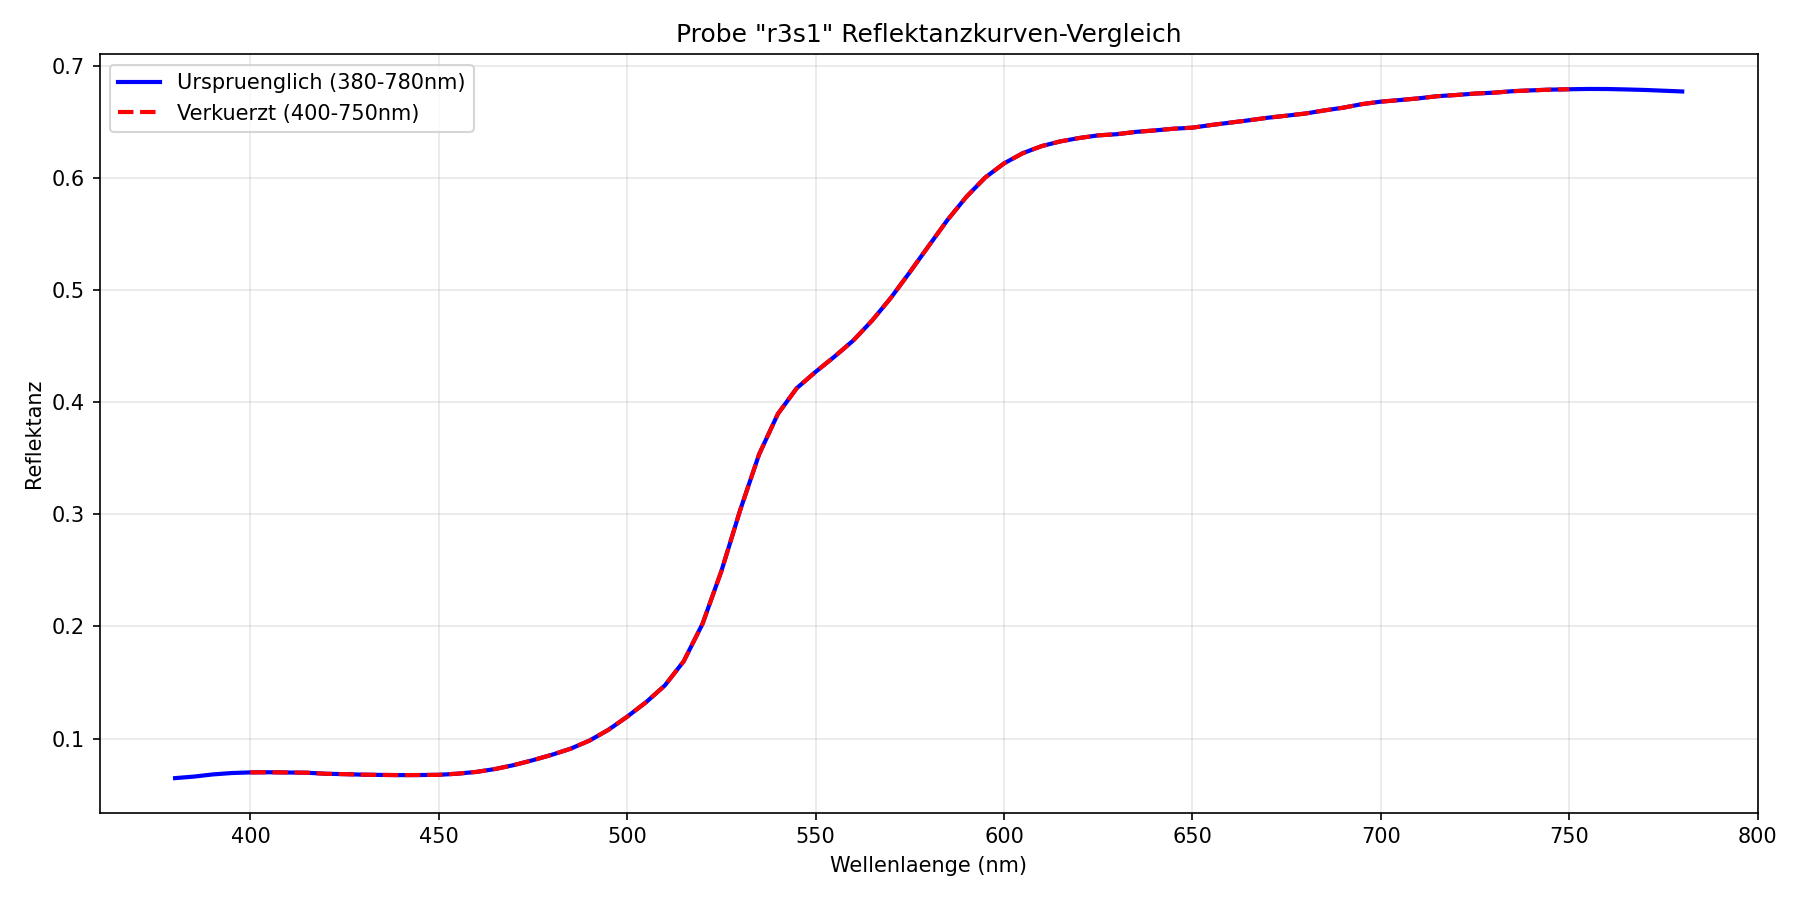 Probe "r3s1" Reflektanzkurven-Vergleich
Urspruenglich (380-780nm)
Verkuerzt (400-750nm)
0.7
0.6
0.5
0.4
0.3
0.2
0.1
Reflektanz
400 450 500 550 600 650 700 750 800
Wellenlaenge (nm)